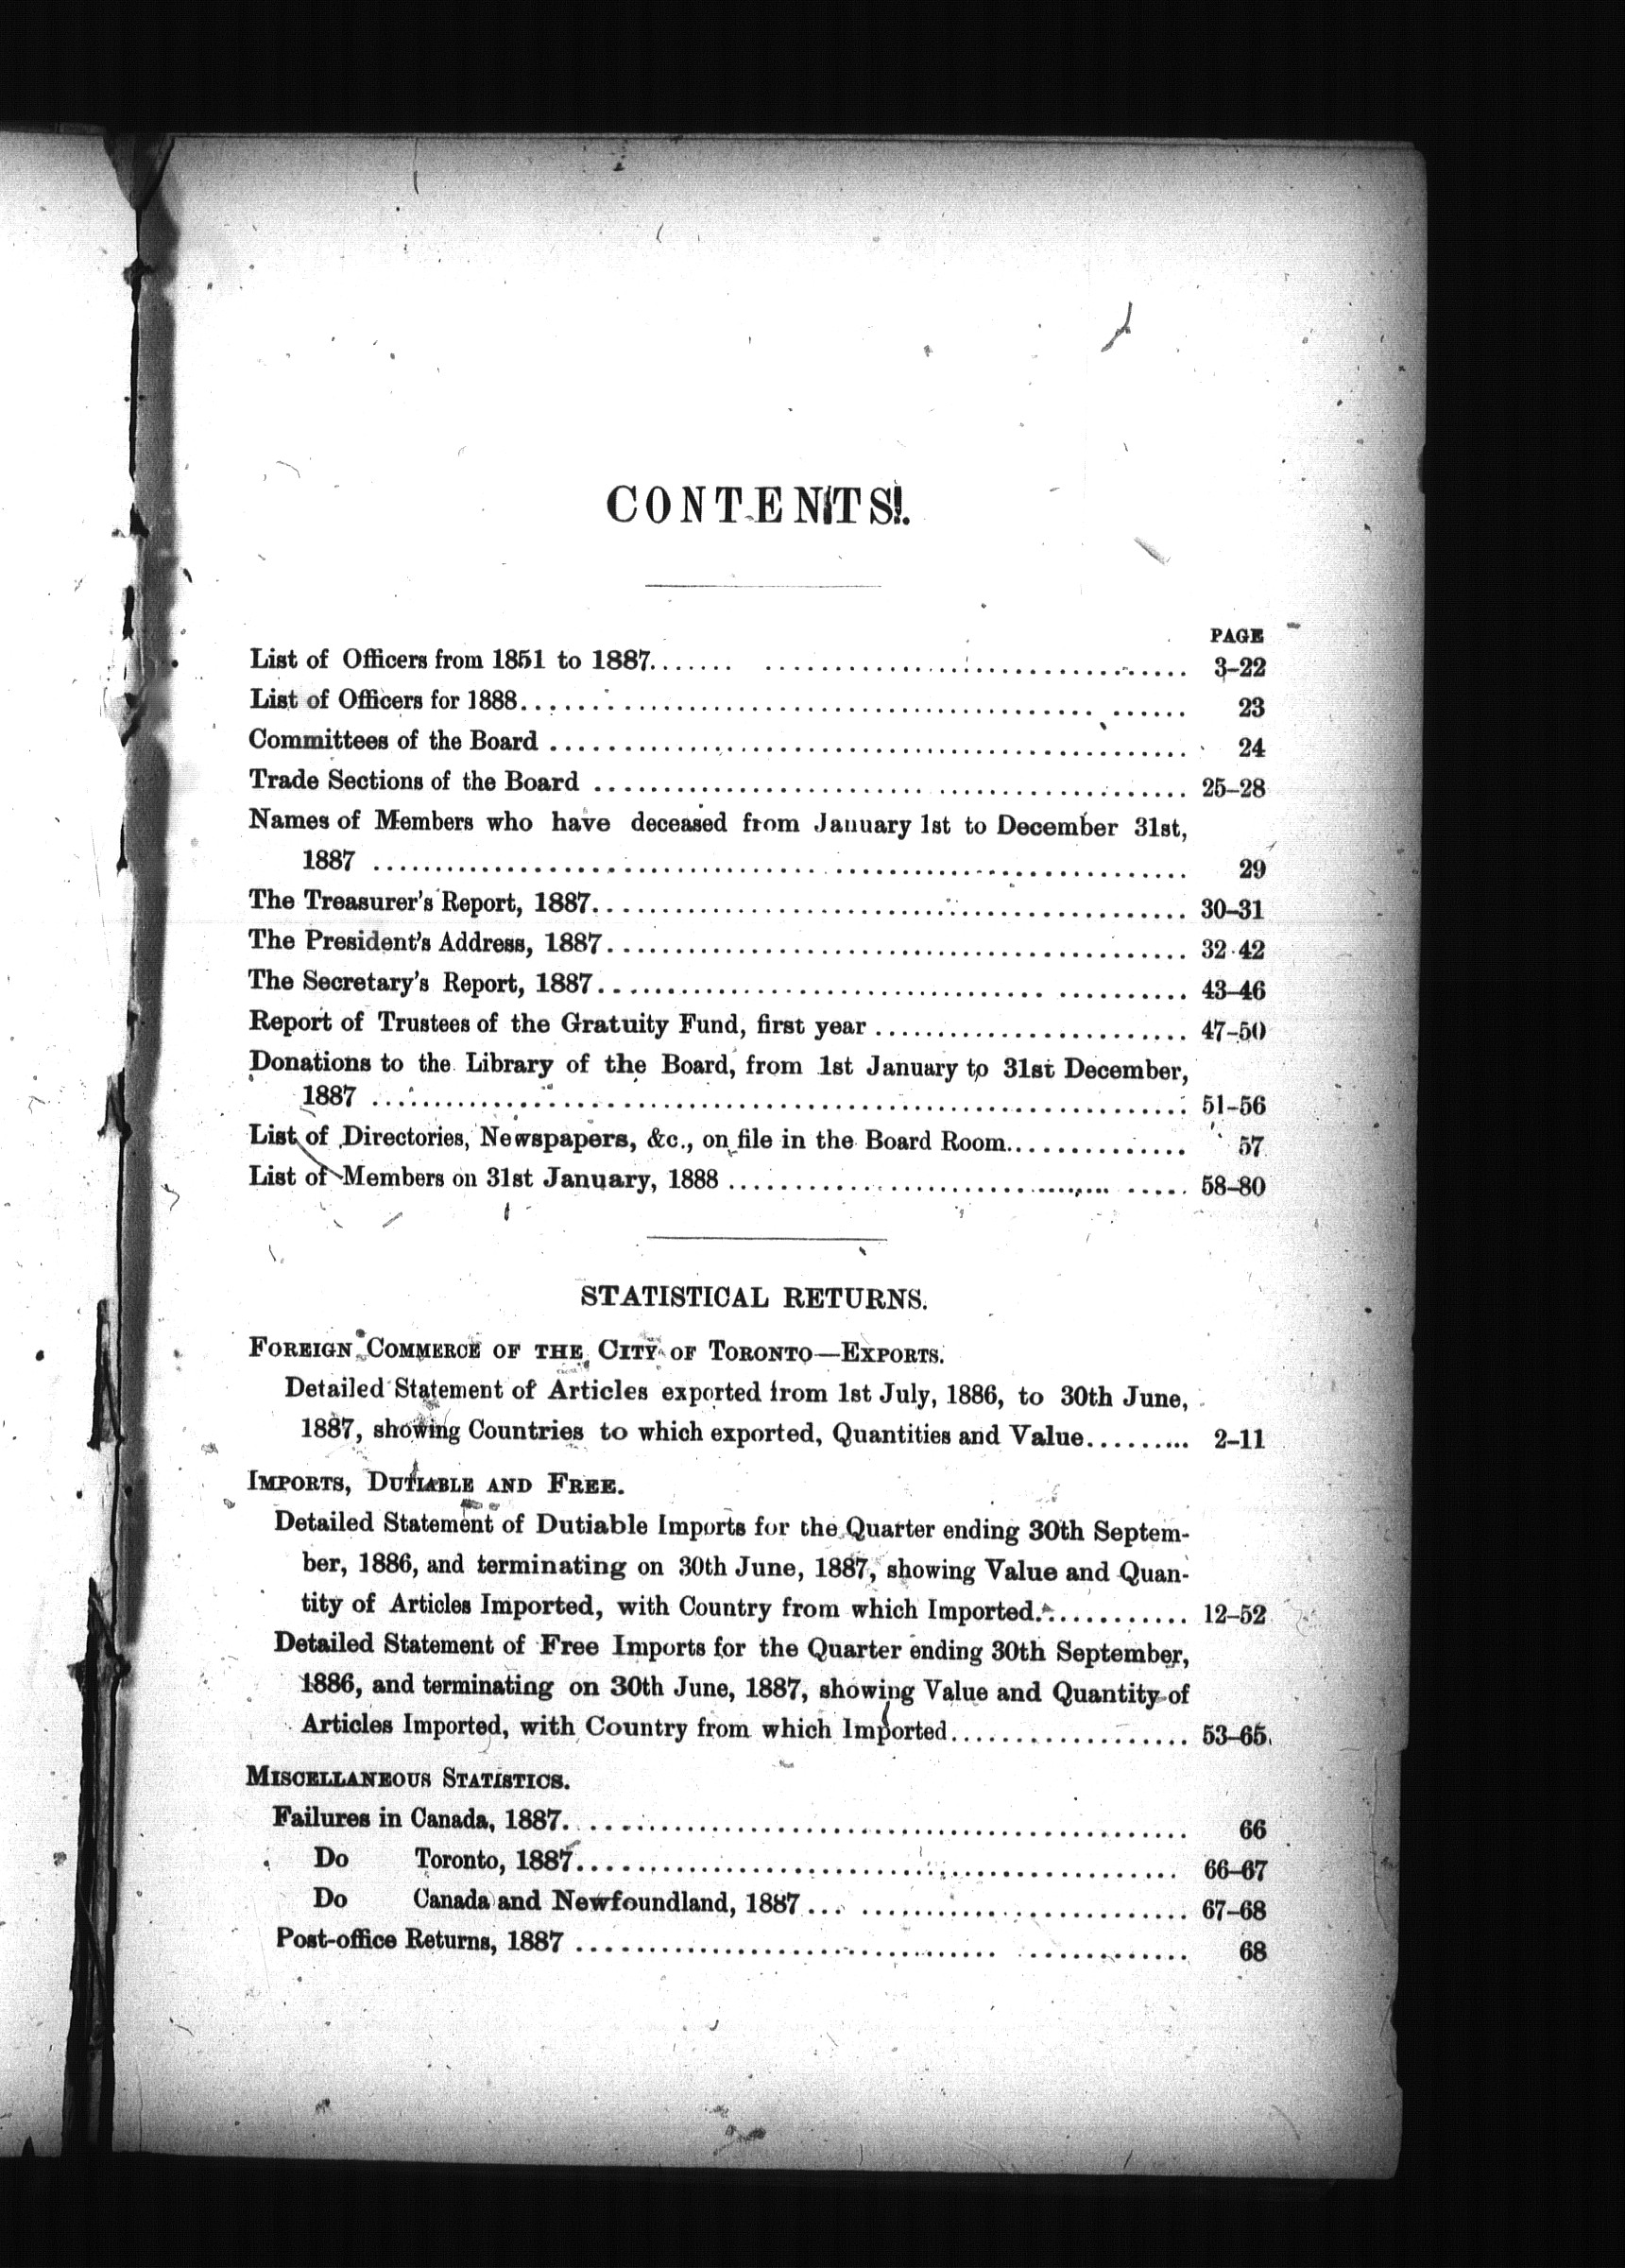 CONTENTS.
PAGE
List of Officers from 1851 to 1887....... .................................... 3-22
List of Officers for 1888............................................... ...... 23
Committees of the Board .................................................... 24
Trade Sections of the Board ........................... ...................... 25-28
Names of Members who have deceased from January 1st to December 31st,
1887 ...................................... ............................. 29
The Treasurer's Report, 1887................................................ 30-31
The President's Address, 1887............................................... 32-42
The Secretary's Report, 1887.................................... ........... 43-46
Report of Trustees of the Gratuity Fund, first year ......................... 47-50
Donations to the Library of the Board, from 1st January to 31st December,
1887 .................................................................. 51-56
List of Directories, Newspapers, &c., on file in the Board Room............... 57
List of Members on 31st January, 1888 ............................... ..... 58-80
STATISTICAL RETURNS.
FOREIGN COMMERCE OF THE CITY OF TORONTO—EXPORTS.
Detailed Statement of Articles exported from 1st July, 1886, to 30th June,
1887, showing Countries to which exported, Quantities and Value......... 2-11
IMPORTS, DUTIABLE AND FREE.
Detailed Statement of Dutiable Imports for the Quarter ending 30th Septem-
ber, 1886, and terminating on 30th June, 1887, showing Value and Quan-
tity of Articles Imported, with Country from which Imported............. 12-52
Detailed Statement of Free Imports for the Quarter ending 30th September,
1886, and terminating on 30th June, 1887, showing Value and Quantity of
Articles Imported, with Country from which Imported................... 53-65
MISCELLANEOUS STATISTICS.
Failures in Canada, 1887.................................................. 66
Do Toronto, 1887................................................ 66-67
Do Canada and Newfoundland, 1887... ........................... 67-68
Post-office Returns, 1887 .................................. .............. 68